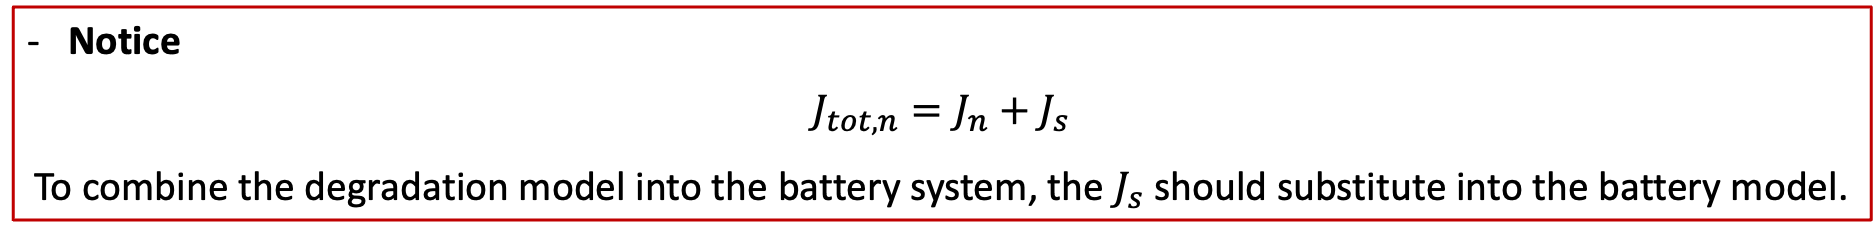 - Notice
J_{tot,n} = J_n + J_s
To combine the degradation model into the battery system, the J_s should substitute into the battery model.